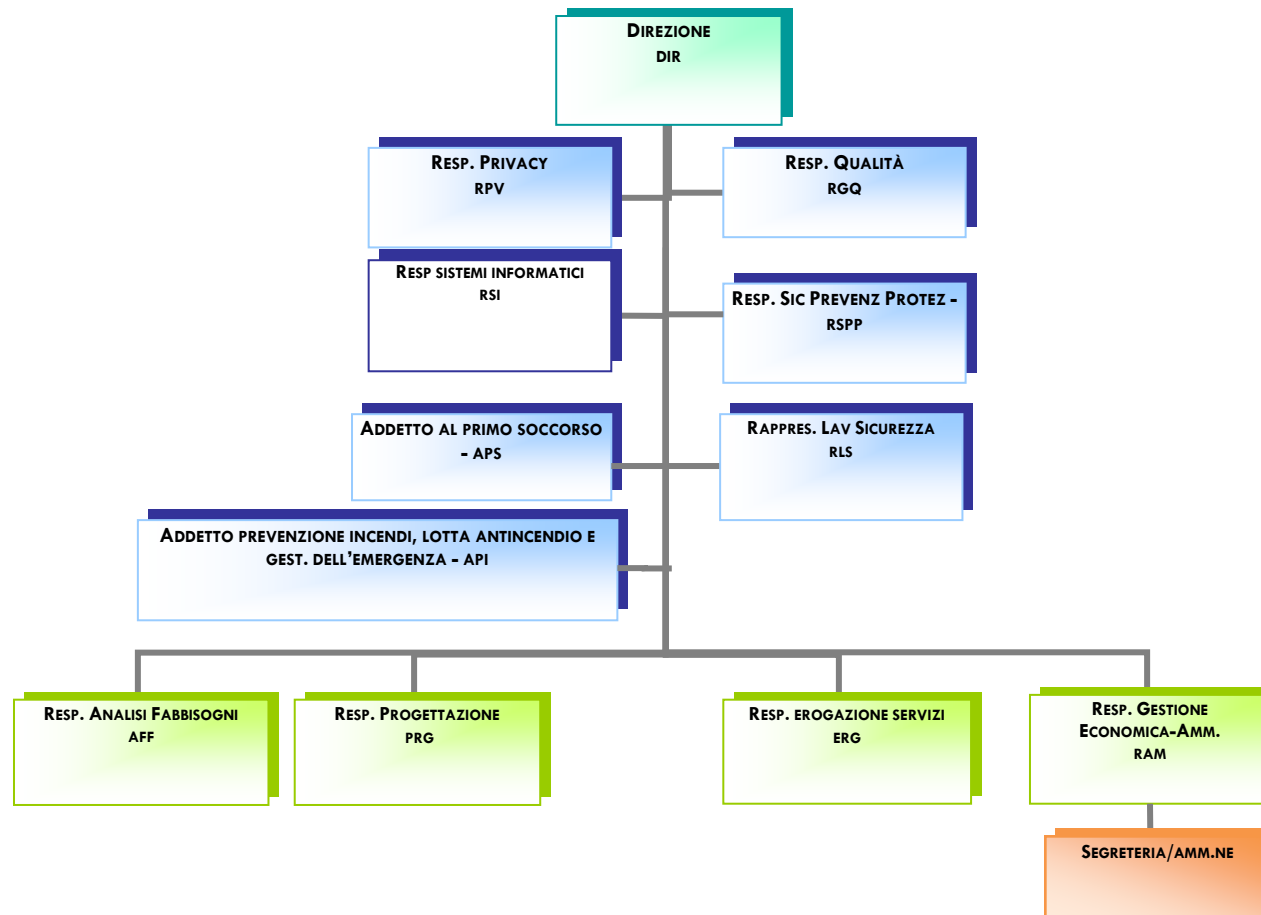 DIREZIONE
DIR
RESP. PRIVACY
RPV
RESP. QUALITÀ
RGQ
RESP SISTEMI INFORMATICI
RSI
RESP. SIC PREVENZ PROTEZ -
RSPP
ADDETTO AL PRIMO SOCCORSO
- APS
RAPPRES. LAV SICUREZZA
RLS
ADDETTO PREVENZIONE INCENDI, LOTTA ANTINCENDIO E
GEST. DELL’EMERGENZA - API
RESP. ANALISI FABBISOGNI
AFF
RESP. PROGETTAZIONE
PRG
RESP. EROGAZIONE SERVIZI
ERG
RESP. GESTIONE
ECONOMICA-AMM.
RAM
SEGRETERIA/AMM.NE